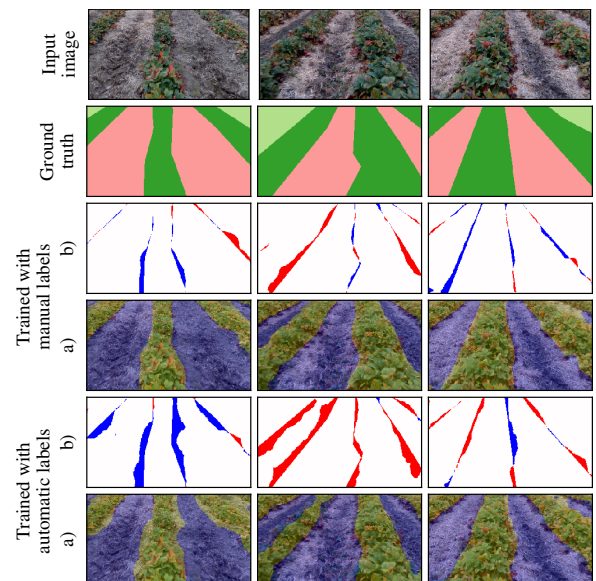 Input
image
Ground
truth
Trained with
manual labels
b)
a)
Trained with
automatic labels
b)
a)